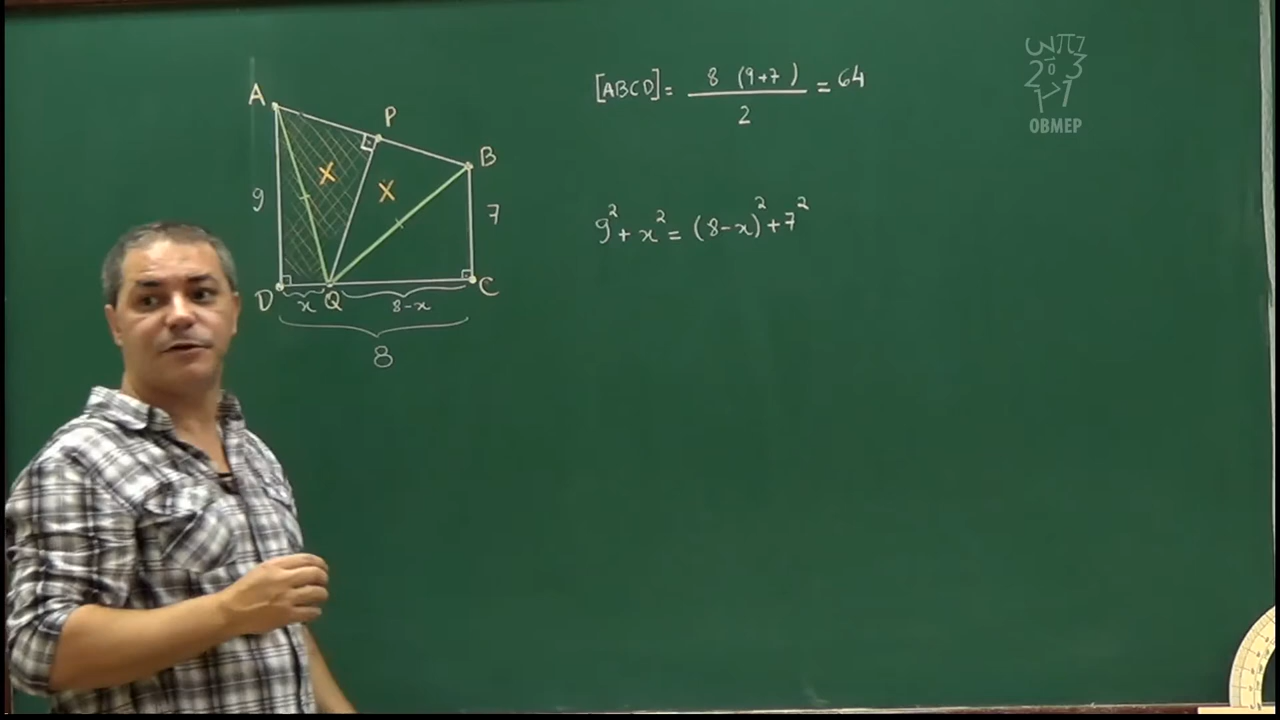 A
P
B
9
X
X
7
D
x
Q
8-x
C
8
[ABCD] = 8 (9+7) / 2 = 64
9² + x² = (8-x)² + 7²
OBMEP